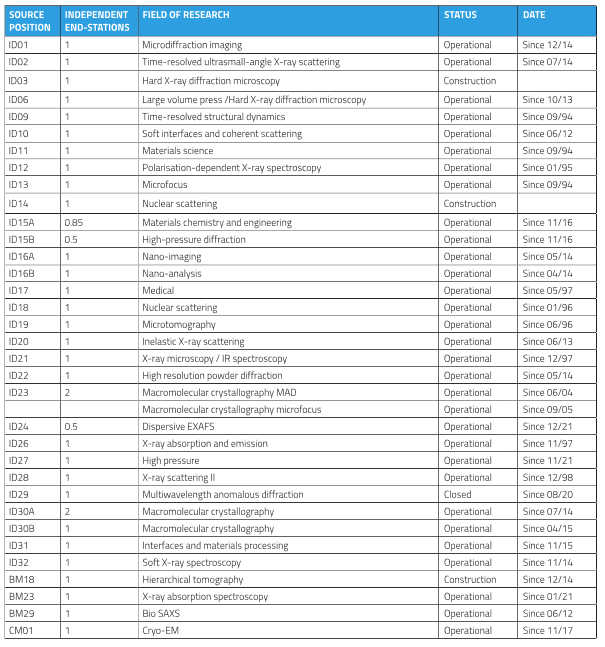 SOURCE POSITION INDEPENDENT END-STATIONS FIELD OF RESEARCH STATUS DATE
ID01 1 Microdiffraction imaging Operational Since 12/14
ID02 1 Time-resolved ultrasmall-angle X-ray scattering Operational Since 07/14
ID03 1 Hard X-ray diffraction microscopy Construction
ID06 1 Large volume press /Hard X-ray diffraction microscopy Operational Since 10/13
ID09 1 Time-resolved structural dynamics Operational Since 09/94
ID10 1 Soft interfaces and coherent scattering Operational Since 06/12
ID11 1 Materials science Operational Since 09/94
ID12 1 Polarisation-dependent X-ray spectroscopy Operational Since 01/95
ID13 1 Microfocus Operational Since 09/94
ID14 1 Nuclear scattering Construction
ID15A 0.85 Materials chemistry and engineering Operational Since 11/16
ID15B 0.5 High-pressure diffraction Operational Since 11/16
ID16A 1 Nano-imaging Operational Since 05/14
ID16B 1 Nano-analysis Operational Since 04/14
ID17 1 Medical Operational Since 05/97
ID18 1 Nuclear scattering Operational Since 01/96
ID19 1 Microtomography Operational Since 06/96
ID20 1 Inelastic X-ray scattering Operational Since 06/13
ID21 1 X-ray microscopy / IR spectroscopy Operational Since 12/97
ID22 1 High resolution powder diffraction Operational Since 05/14
ID23 2 Macromolecular crystallography MAD Operational Since 06/04
Macromolecular crystallography microfocus Operational Since 09/05
ID24 0.5 Dispersive EXAFS Operational Since 12/21
ID26 1 X-ray absorption and emission Operational Since 11/97
ID27 1 High pressure Operational Since 11/21
ID28 1 X-ray scattering II Operational Since 12/98
ID29 1 Multiwavelength anomalous diffraction Closed Since 08/20
ID30A 2 Macromolecular crystallography Operational Since 07/14
ID30B 1 Macromolecular crystallography Operational Since 04/15
ID31 1 Interfaces and materials processing Operational Since 11/15
ID32 1 Soft X-ray spectroscopy Operational Since 11/14
BM18 1 Hierarchical tomography Construction Since 12/14
BM23 1 X-ray absorption spectroscopy Operational Since 01/21
BM29 1 Bio SAXS Operational Since 06/12
CM01 1 Cryo-EM Operational Since 11/17